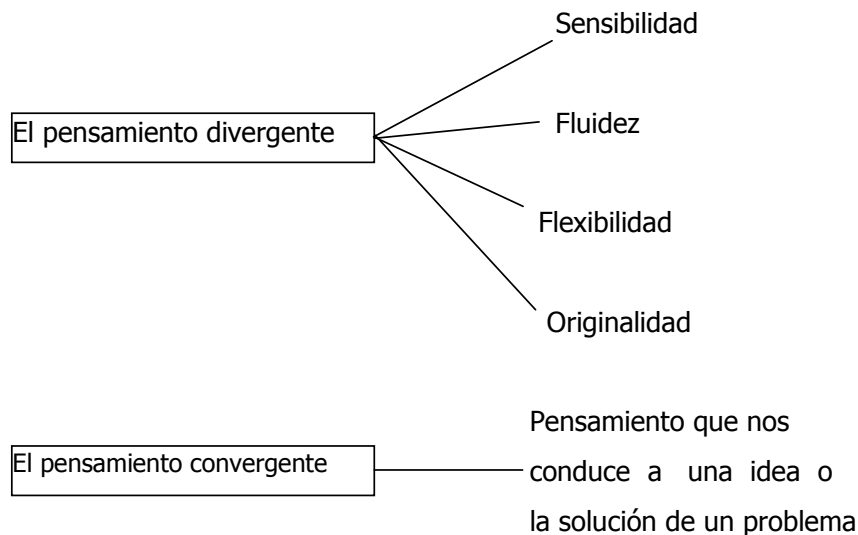 Sensibilidad
El pensamiento divergente
Fluidez
Flexibilidad
Originalidad
Pensamiento que nos
El pensamiento convergente
conduce a una idea o
la solución de un problema